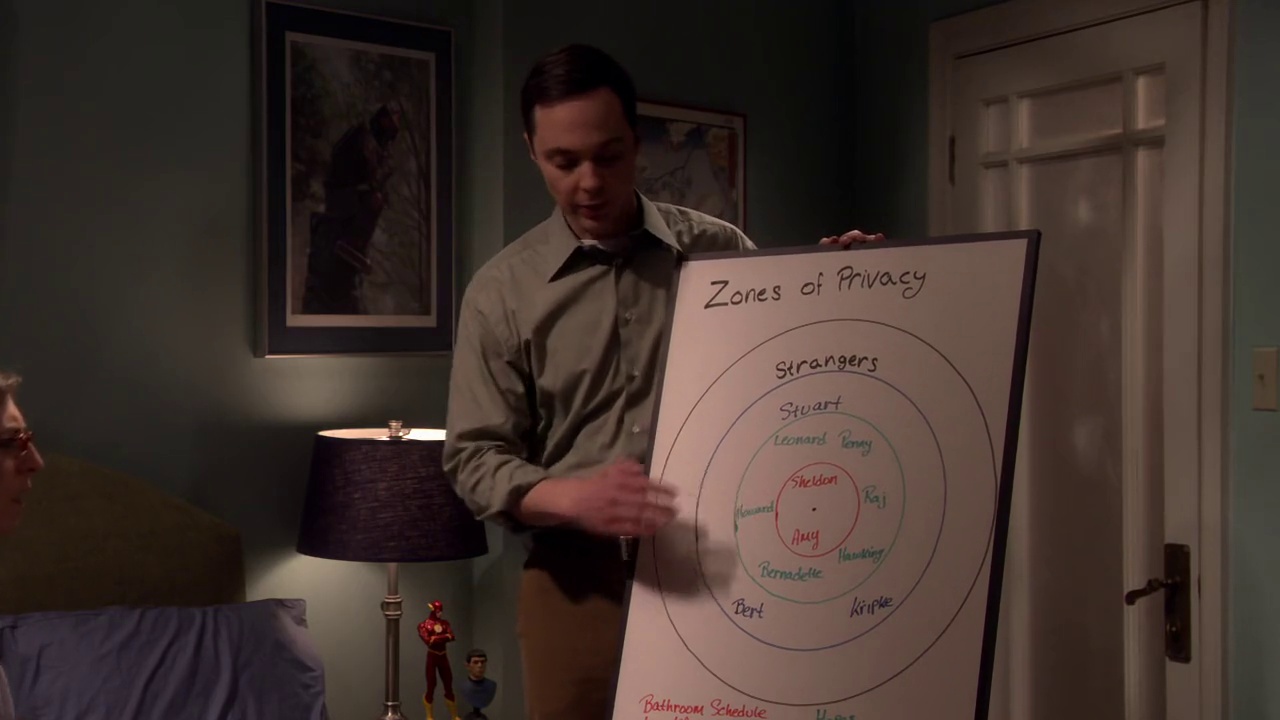 Zones of Privacy
Strangers
Stuart
Leonard Penny
Sheldon
Howard Raj
Amy
Hawking
Bernadette
Bert Kripke
Bathroom Schedule